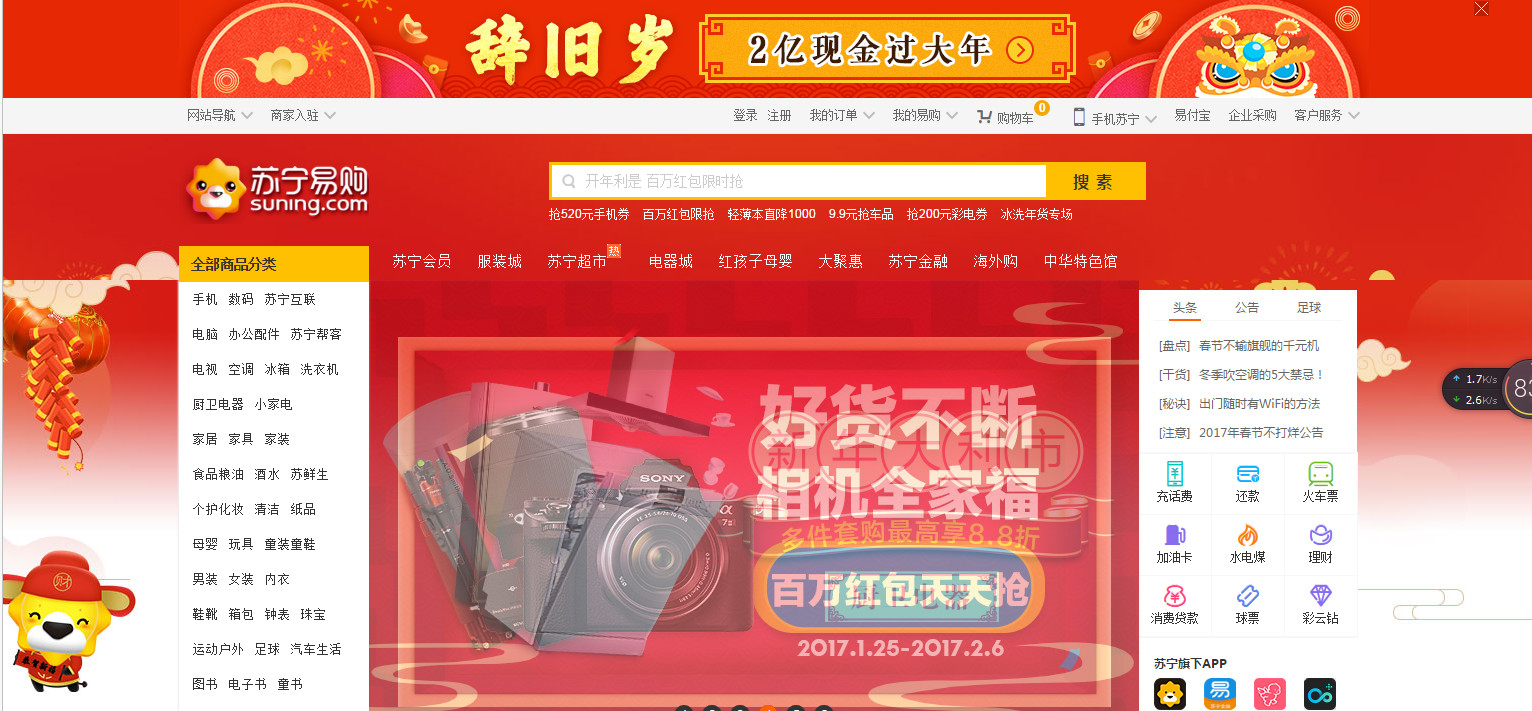 辞旧岁 2亿现金过大年
网站导航 商家入驻 登录 注册 我的订单 我的易购 购物车 0 手机苏宁 易付宝 企业采购 客户服务
苏宁易购
suning.com
开年利是 百万红包限时抢 搜索
抢520元手机券 百万红包限抢 轻薄本直降1000 9.9元抢车品 抢200元彩电券 冰洗年货专场
全部商品分类 苏宁会员 服装城 苏宁超市 热 电器城 红孩子母婴 大聚惠 苏宁金融 海外购 中华特色馆
手机 数码 苏宁互联
电脑 办公配件 苏宁帮客
电视 空调 冰箱 洗衣机
厨卫电器 小家电
家居 家具 家装
食品粮油 酒水 苏鲜生
个护化妆 清洁 纸品
母婴 玩具 童装童鞋
男装 女装 内衣
鞋靴 箱包 钟表 珠宝
运动户外 足球 汽车生活
图书 电子书 童书
SONY
α
好货不断
新年大利市
相机全家福
多件套购最高享8.8折
百万红包天天抢
2017.1.25-2017.2.6
头条 公告 足球
[盘点] 春节不输旗舰的千元机
[干货] 冬季吹空调的5大禁忌！
[秘诀] 出门随时有WiFi的方法
[注意] 2017年春节不打烊公告
充话费 还款 火车票
加油卡 水电煤 理财
消费贷款 球票 彩云钻
苏宁旗下APP
易
1.7K/s
2.6K/s
83
财
恭贺新禧